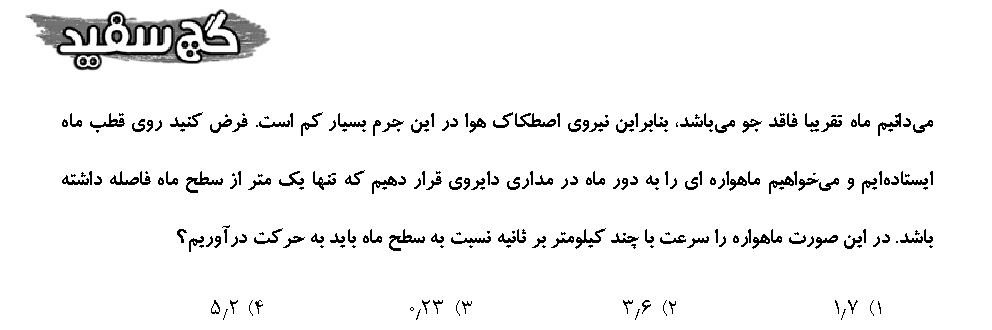 گچ سفید
می‌دانیم ماه تقریبا فاقد جو می‌باشد، بنابراین نیروی اصطکاک هوا در این جرم بسیار کم است. فرض کنید روی قطب ماه
ایستاده‌ایم و می‌خواهیم ماهواره ای را به دور ماه در مداری دایروی قرار دهیم که تنها یک متر از سطح ماه فاصله داشته
باشد. در این صورت ماهواره را سرعت با چند کیلومتر بر ثانیه نسبت به سطح ماه باید به حرکت درآوریم؟
۱) ۱٫۷ ۲) ۳٫۶ ۳) ۰٫۲۳ ۴) ۵٫۲